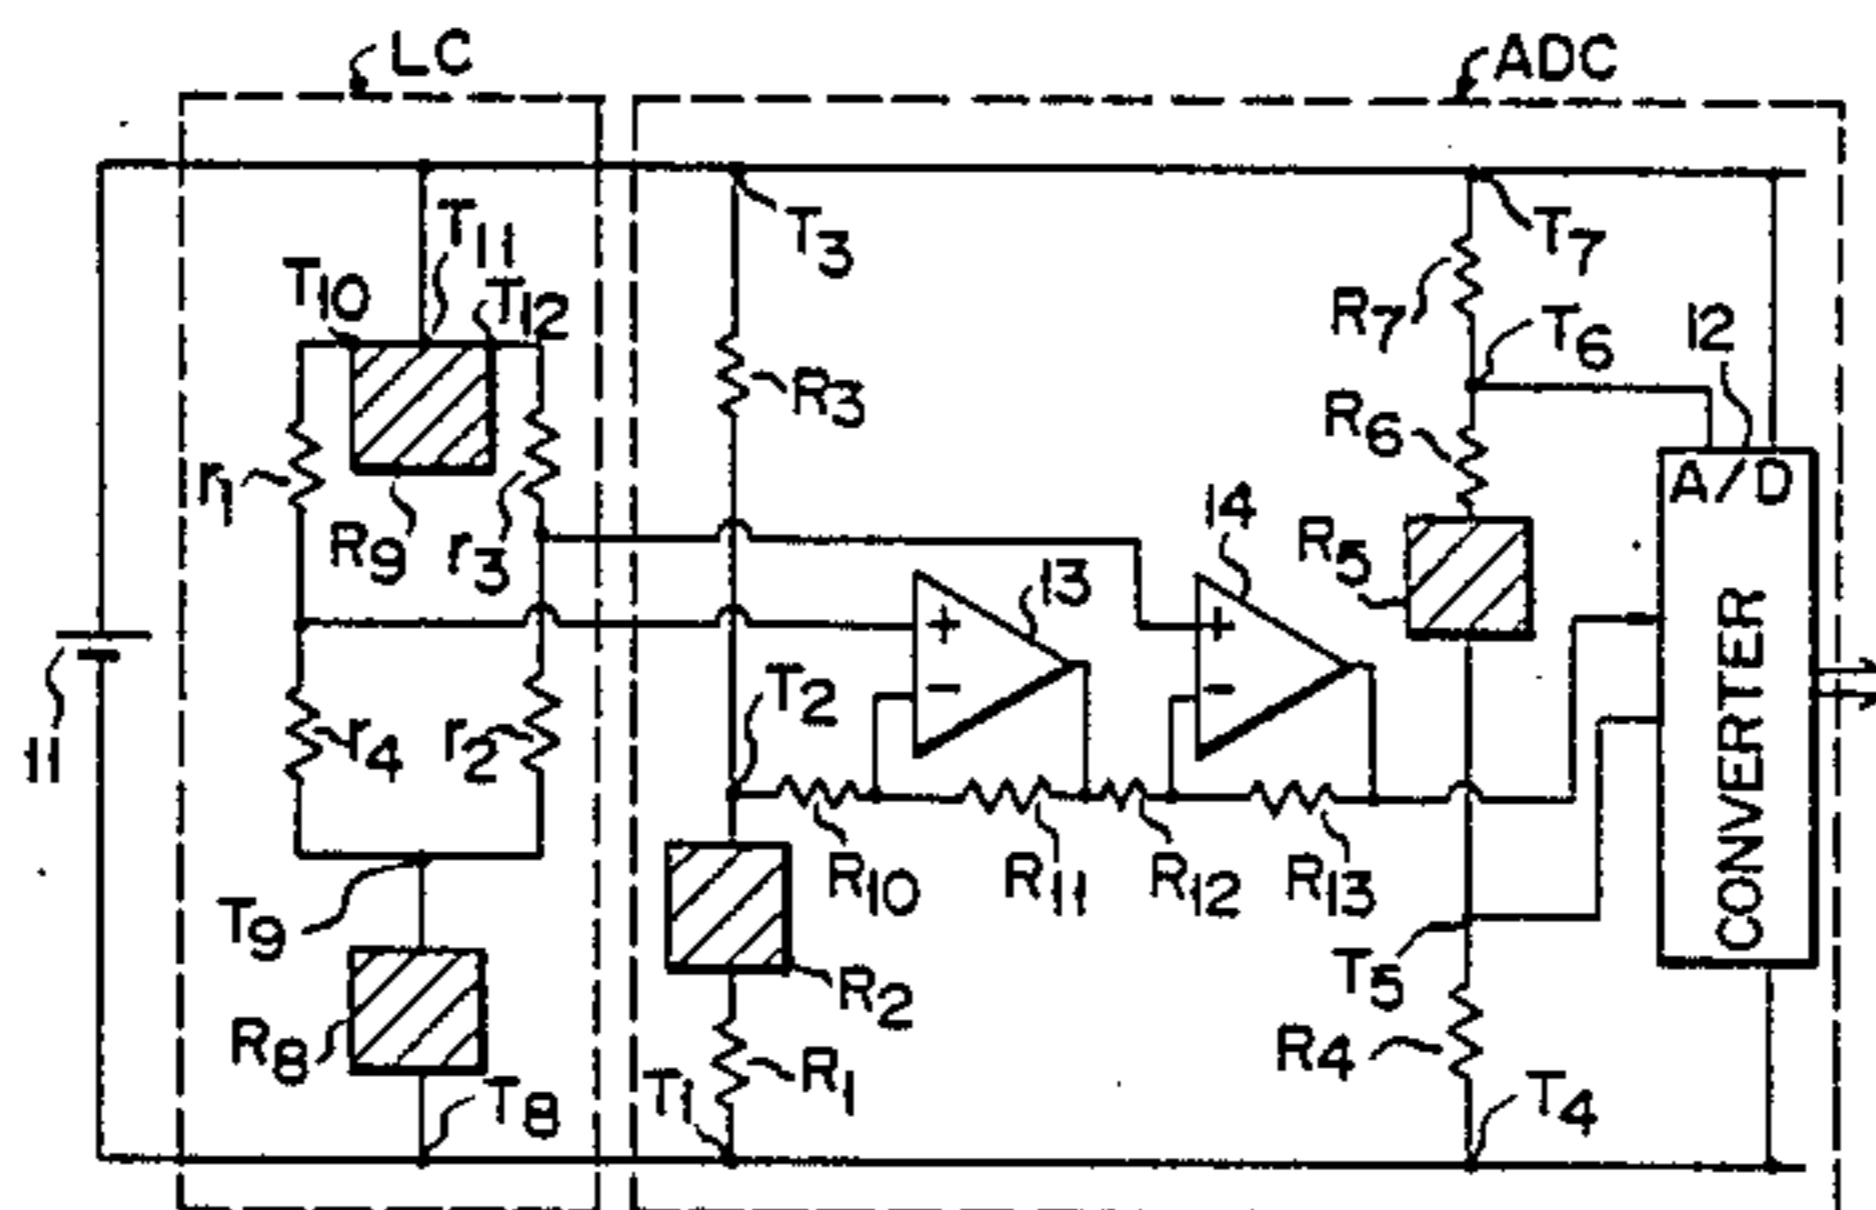 LC
ADC
T11
T3
T7
T10
T12
R7
T6
12
R3
R6
A/D
r1
R9
r3
14
R5
13
+
-
+
-
CONVERTER
11
T2
r4
r2
R10
R11
R12
R13
T9
T5
R2
R8
R1
R4
T8
T1
T4